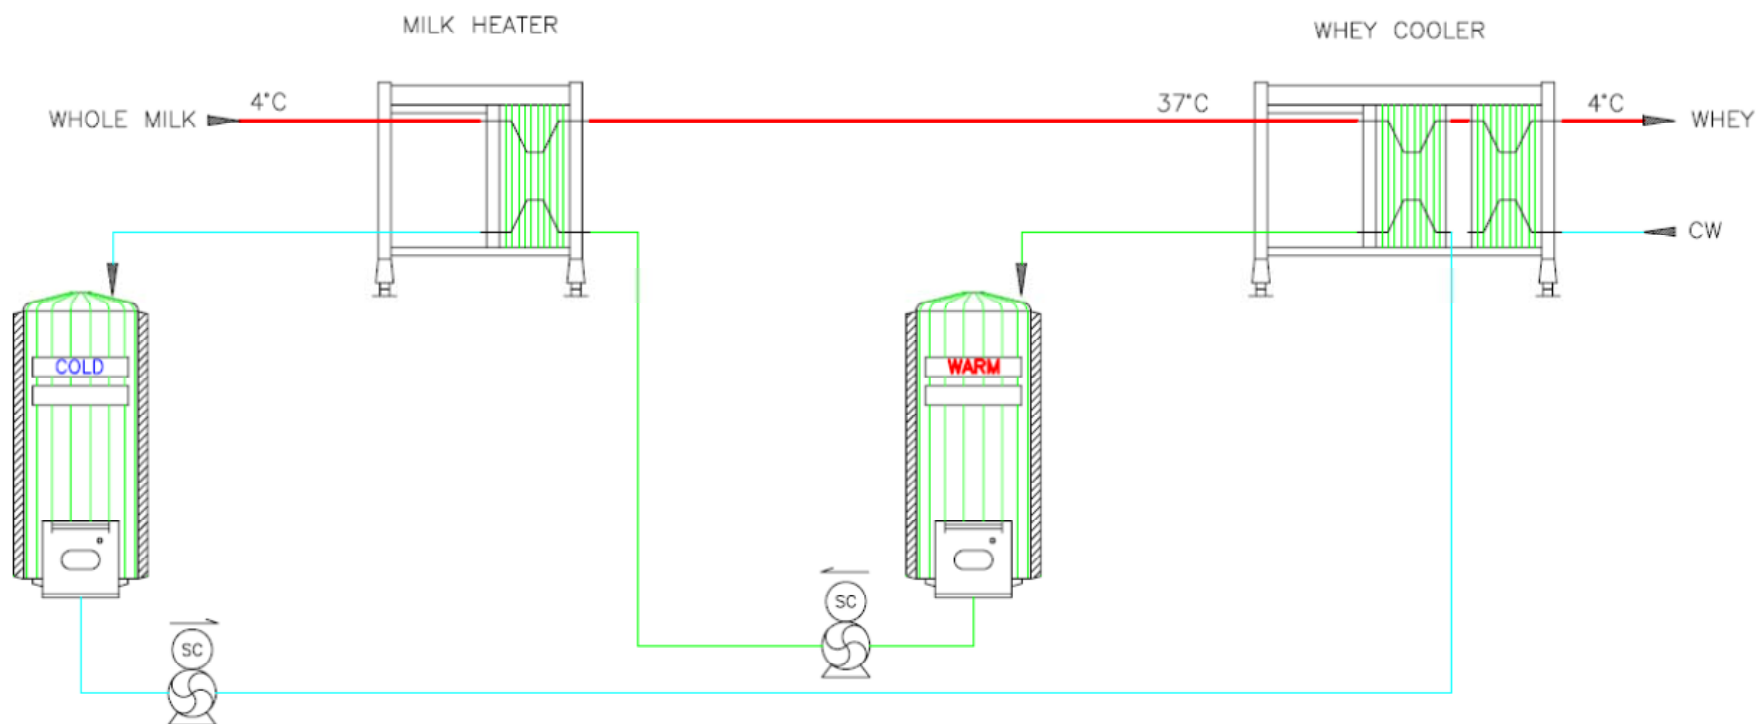 MILK HEATER
WHEY COOLER
4°C
37°C
4°C
WHOLE MILK
WHEY
CW
COLD
WARM
SC
SC